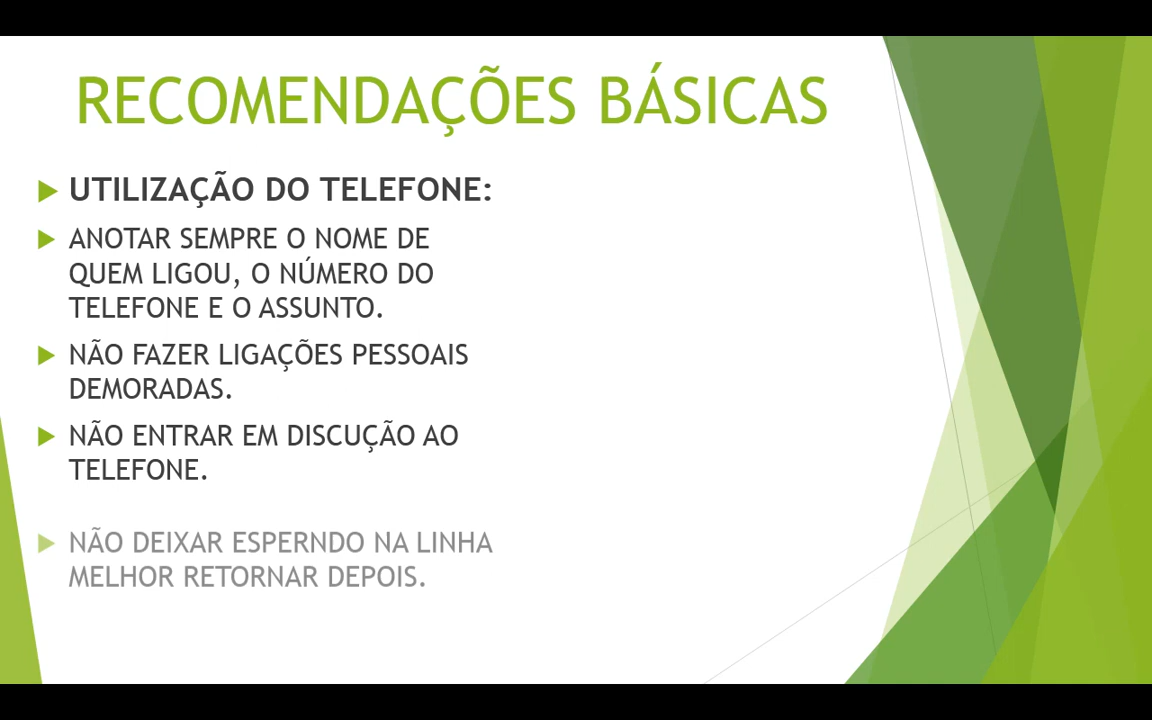 RECOMENDAÇÕES BÁSICAS
UTILIZAÇÃO DO TELEFONE:
ANOTAR SEMPRE O NOME DE
QUEM LIGOU, O NÚMERO DO
TELEFONE E O ASSUNTO.
NÃO FAZER LIGAÇÕES PESSOAIS
DEMORADAS.
NÃO ENTRAR EM DISCUÇÃO AO
TELEFONE.
NÃO DEIXAR ESPERNDO NA LINHA
MELHOR RETORNAR DEPOIS.